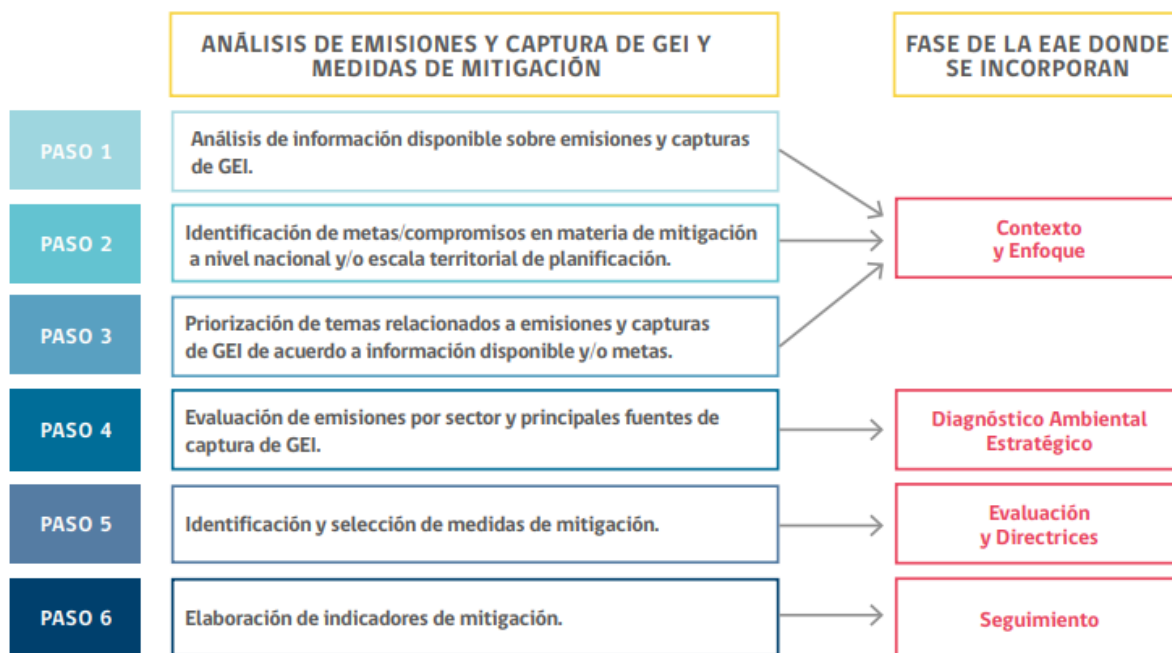 ANÁLISIS DE EMISIONES Y CAPTURA DE GEI Y
MEDIDAS DE MITIGACIÓN
FASE DE LA EAE DONDE
SE INCORPORAN
PASO 1
Análisis de información disponible sobre emisiones y capturas
de GEI.
PASO 2
Identificación de metas/compromisos en materia de mitigación
a nivel nacional y/o escala territorial de planificación.
Contexto
y Enfoque
PASO 3
Priorización de temas relacionados a emisiones y capturas
de GEI de acuerdo a información disponible y/o metas.
PASO 4
Evaluación de emisiones por sector y principales fuentes de
captura de GEI.
Diagnóstico Ambiental
Estratégico
PASO 5
Identificación y selección de medidas de mitigación.
Evaluación
y Directrices
PASO 6
Elaboración de indicadores de mitigación.
Seguimiento